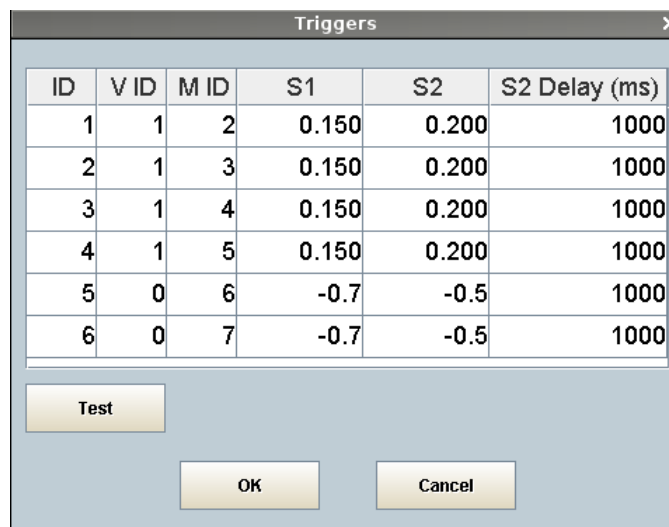 Triggers x
ID V ID M ID S1 S2 S2 Delay (ms)
1 1 2 0.150 0.200 1000
2 1 3 0.150 0.200 1000
3 1 4 0.150 0.200 1000
4 1 5 0.150 0.200 1000
5 0 6 -0.7 -0.5 1000
6 0 7 -0.7 -0.5 1000
Test
OK Cancel